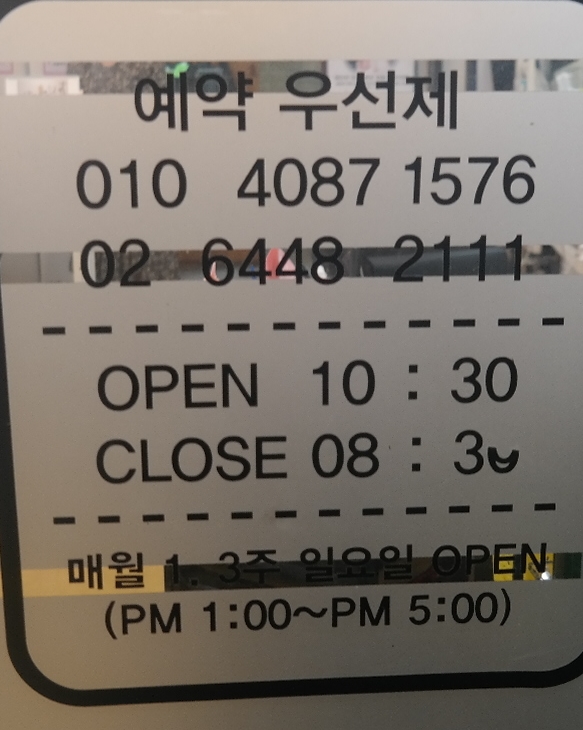 예약 우선제
010 4087 1576
02 6448 2111
OPEN 10 : 30
CLOSE 08 : 30
매월 1. 3주 일요일 OPEN
(PM 1:00~PM 5:00)